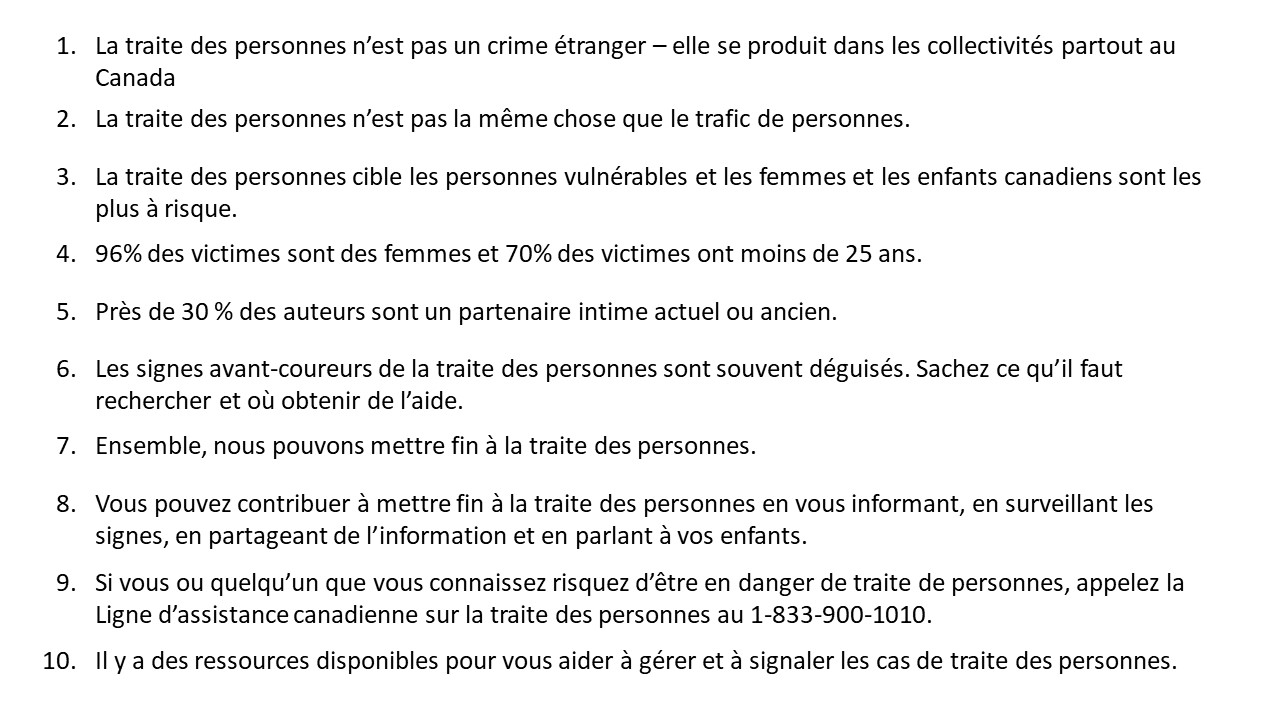 1. La traite des personnes n’est pas un crime étranger – elle se produit dans les collectivités partout au
Canada
2. La traite des personnes n’est pas la même chose que le trafic de personnes.
3. La traite des personnes cible les personnes vulnérables et les femmes et les enfants canadiens sont les
plus à risque.
4. 96% des victimes sont des femmes et 70% des victimes ont moins de 25 ans.
5. Près de 30 % des auteurs sont un partenaire intime actuel ou ancien.
6. Les signes avant-coureurs de la traite des personnes sont souvent déguisés. Sachez ce qu’il faut
rechercher et où obtenir de l’aide.
7. Ensemble, nous pouvons mettre fin à la traite des personnes.
8. Vous pouvez contribuer à mettre fin à la traite des personnes en vous informant, en surveillant les
signes, en partageant de l’information et en parlant à vos enfants.
9. Si vous ou quelqu’un que vous connaissez risquez d’être en danger de traite de personnes, appelez la
Ligne d’assistance canadienne sur la traite des personnes au 1-833-900-1010.
10. Il y a des ressources disponibles pour vous aider à gérer et à signaler les cas de traite des personnes.